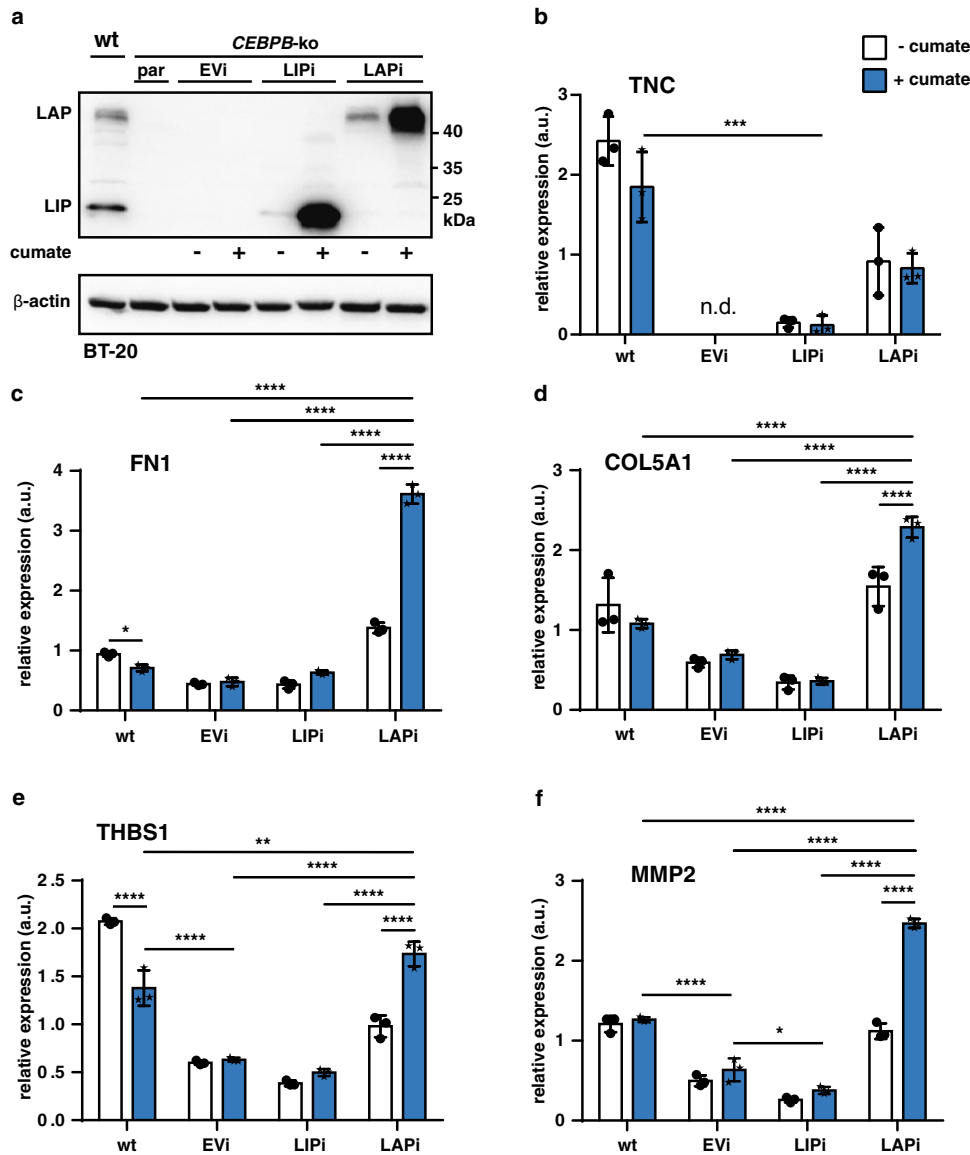 a
wt
CEBPB-ko
par EVi LIPi LAPi
LAP
40
35
LIP
25
kDa
cumate - + - + - +
β-actin
BT-20
b
- cumate
+ cumate
TNC
relative expression (a.u.)
3
2
1
0
***
n.d.
wt EVi LIPi LAPi
c
FN1
relative expression (a.u.)
4
3
2
1
0
****
****
****
****
*
wt EVi LIPi LAPi
d
COL5A1
relative expression (a.u.)
3
2
1
0
****
****
****
****
wt EVi LIPi LAPi
e
THBS1
relative expression (a.u.)
2.5
2.0
1.5
1.0
0.5
0.0
**
****
****
****
****
****
wt EVi LIPi LAPi
f
MMP2
relative expression (a.u.)
3
2
1
0
****
****
****
****
****
*
wt EVi LIPi LAPi